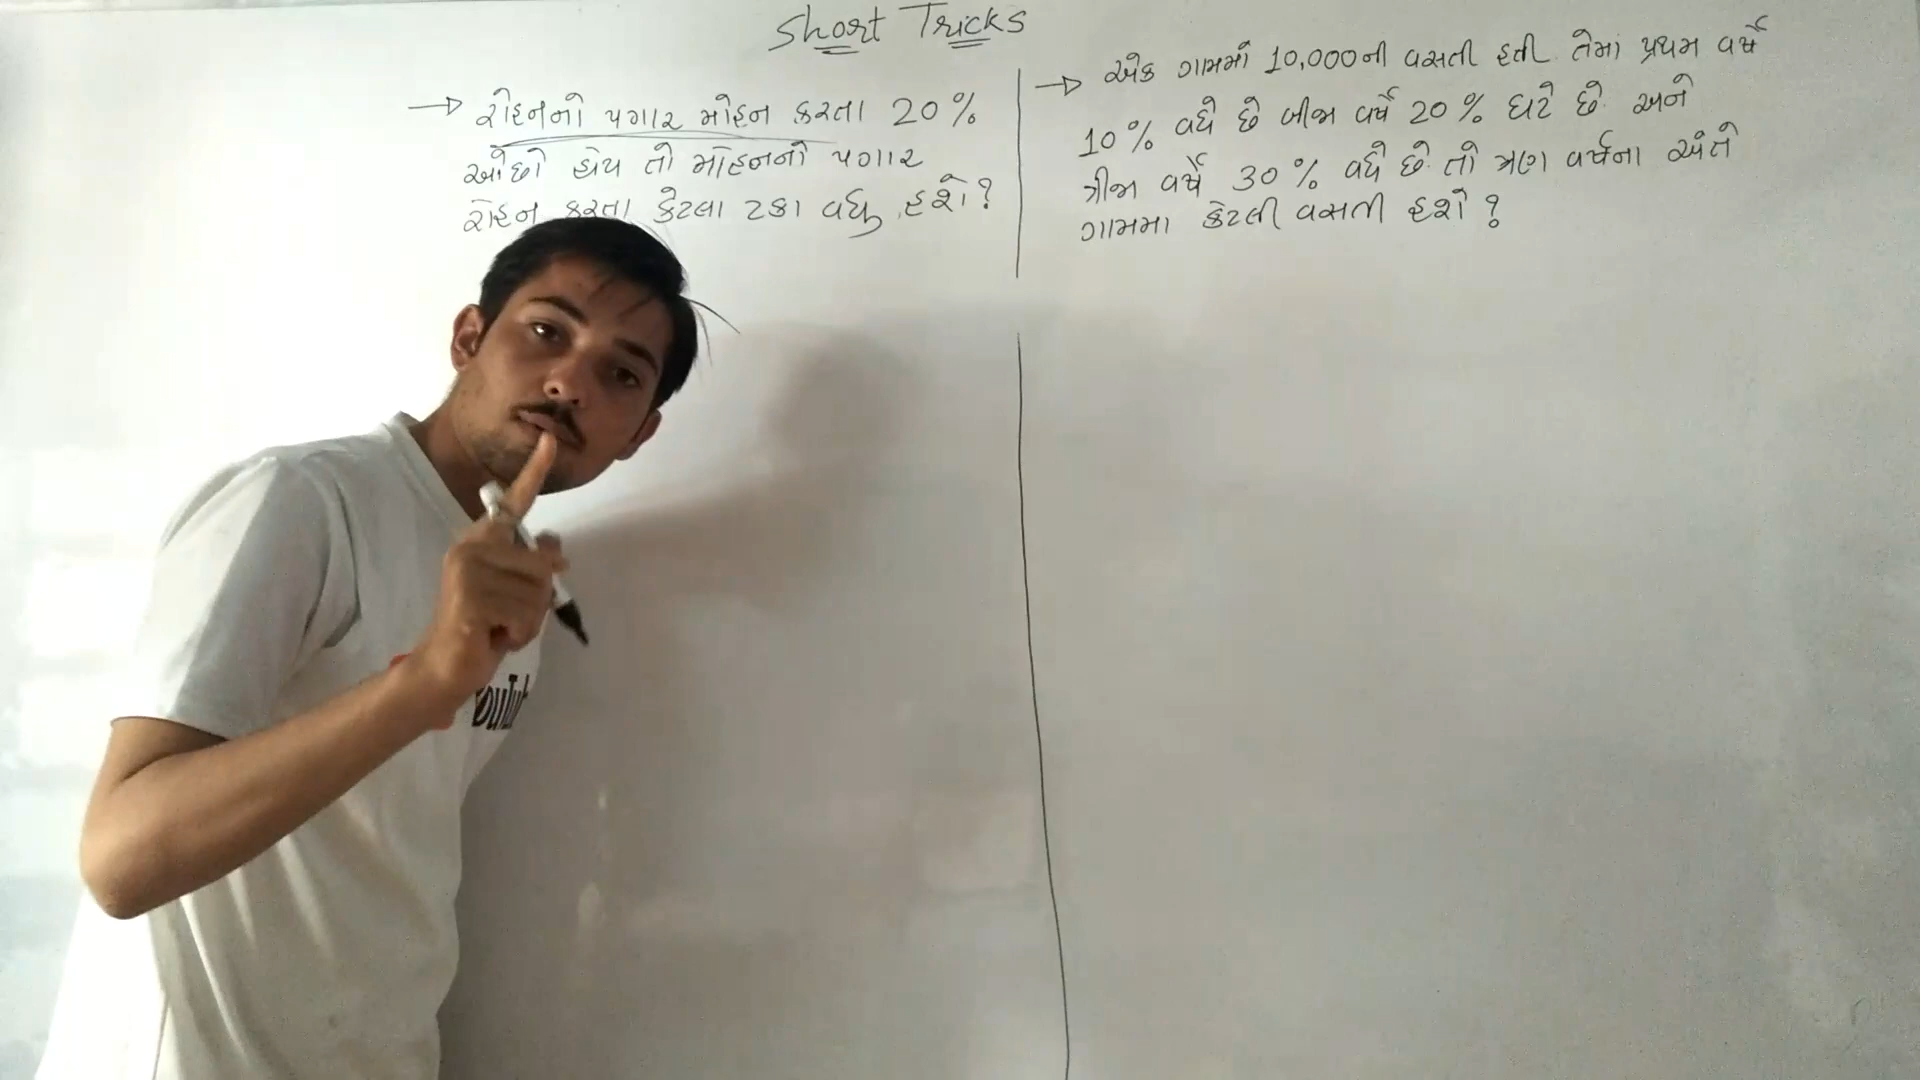 Short Tricks
→ રોહનનો પગાર મોહન કરતા 20%
ઓછો હોય તો મોહનનો પગાર
રોહન કરતા કેટલા ટકા વધુ હશે?
→ એક ગામમાં 10,000ની વસતી હતી. તેમાં પ્રથમ વર્ષે
10% વધે છે બીજા વર્ષે 20% ઘટે છે. અને
ત્રીજા વર્ષે 30% વધે છે. તો ત્રણ વર્ષના અંતે
ગામમા કેટલી વસતી હશે?